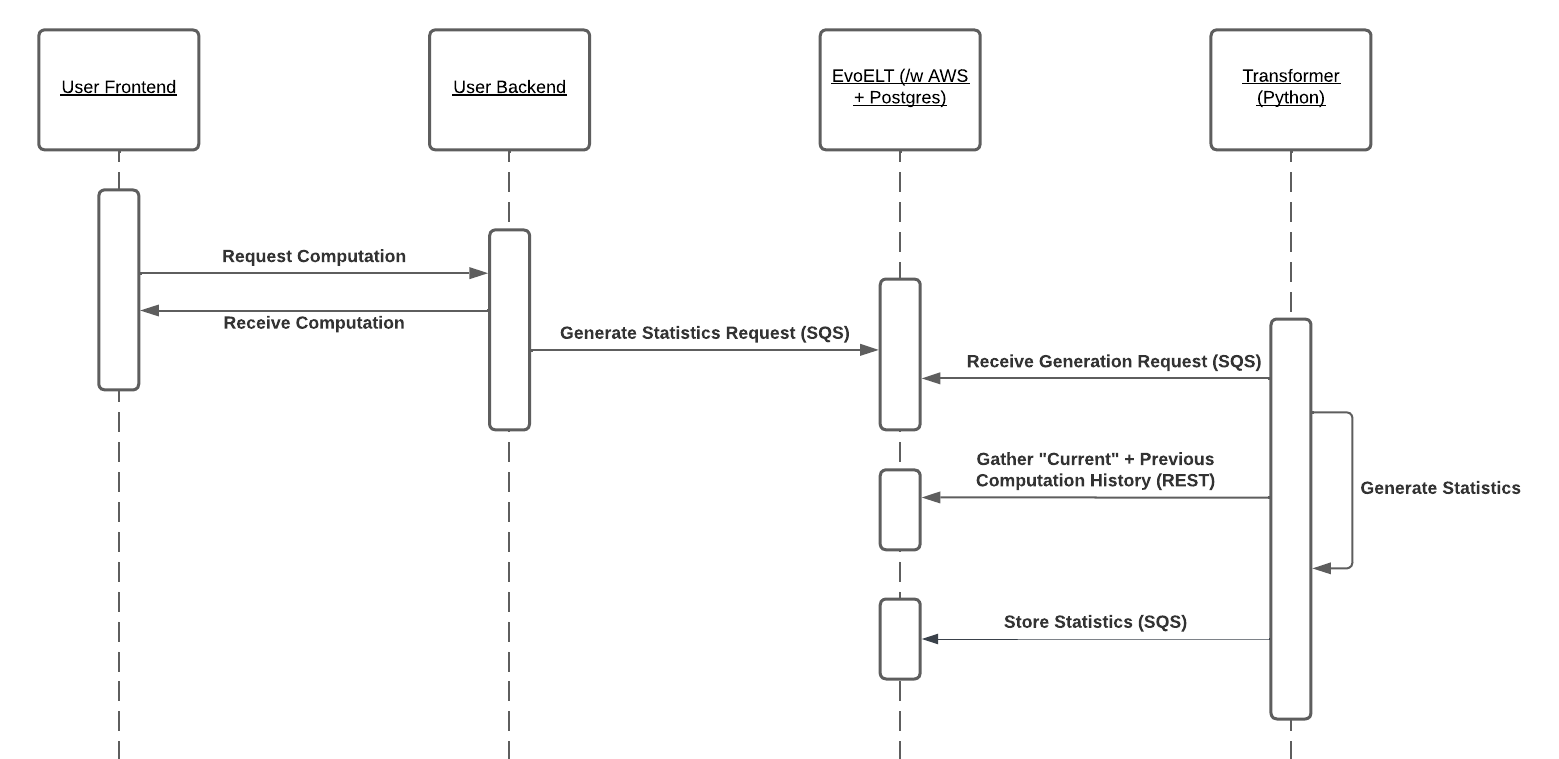 User Frontend
User Backend
EvoELT (/w AWS
+ Postgres)
Transformer
(Python)
Request Computation
Receive Computation
Generate Statistics Request (SQS)
Receive Generation Request (SQS)
Gather "Current" + Previous
Computation History (REST)
Generate Statistics
Store Statistics (SQS)